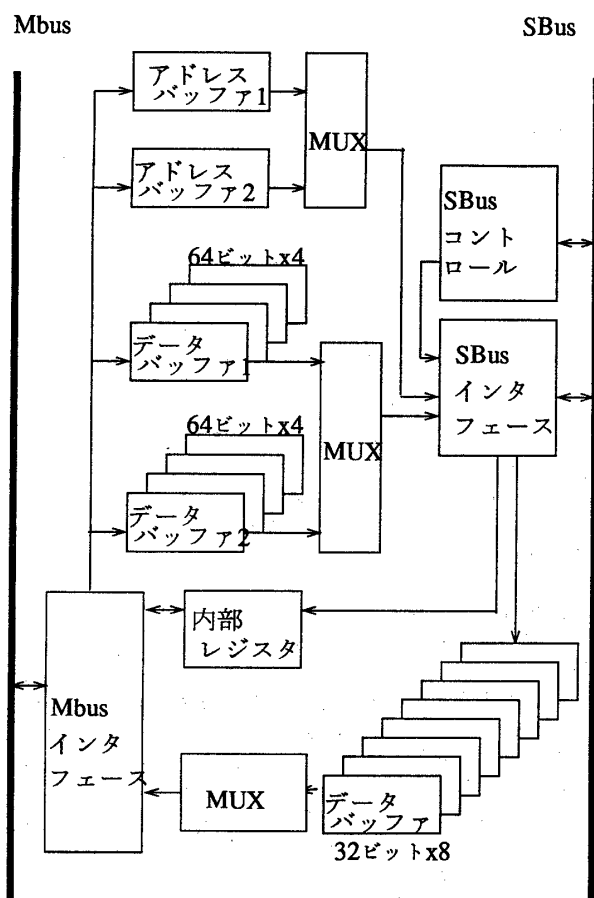 Mbus
SBus
アドレス
バッファ1
MUX
アドレス
バッファ2
SBus
コント
ロール
64ビットx4
データ
バッファ1
SBus
インタ
フェース
64ビットx4
MUX
データ
バッファ2
内部
レジスタ
Mbus
インタ
フェース
MUX
データ
バッファ
32ビットx8